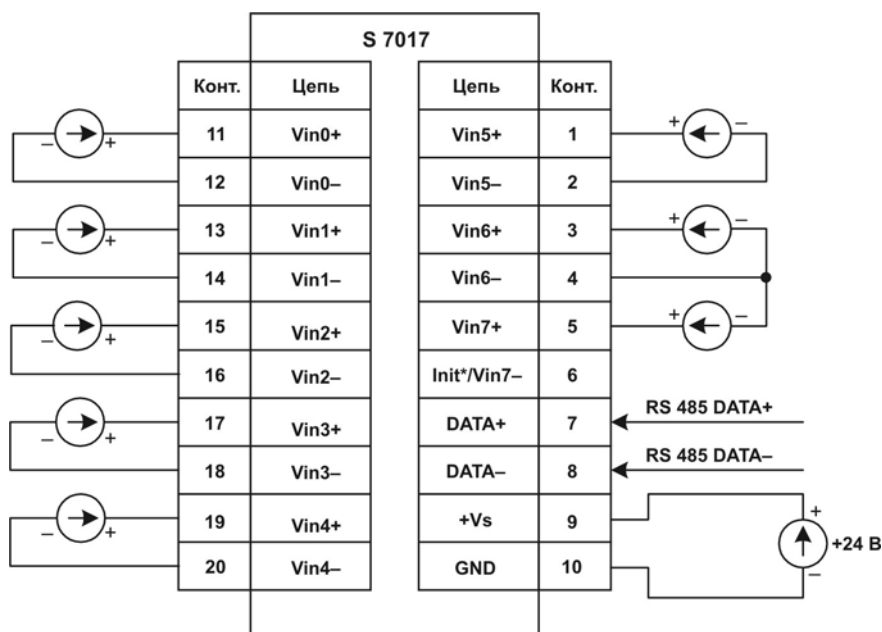 S 7017
Конт. Цепь Цепь Конт.
– + 11 Vin0+ Vin5+ 1 + –
12 Vin0– Vin5– 2
– + 13 Vin1+ Vin6+ 3 + –
14 Vin1– Vin6– 4
– + 15 Vin2+ Vin7+ 5 + –
16 Vin2– Init*/Vin7– 6
– + 17 Vin3+ DATA+ 7 RS 485 DATA+
18 Vin3– DATA– 8 RS 485 DATA–
– + 19 Vin4+ +Vs 9 +
+24 В
20 Vin4– GND 10 –